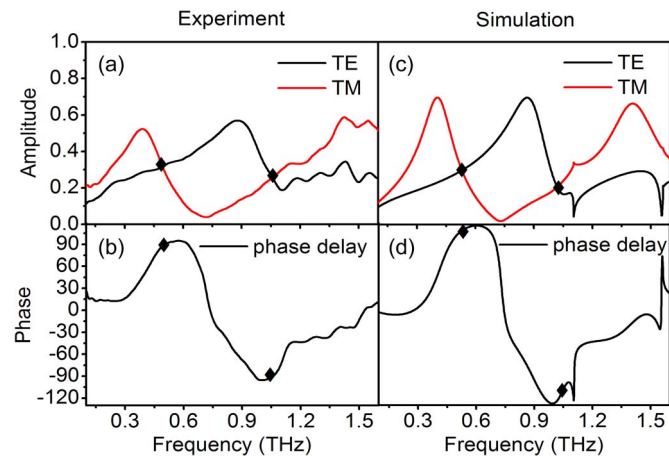 Experiment
Simulation
(a)
TE
TM
(c)
TE
TM
Amplitude
1.0
0.8
0.6
0.4
0.2
0.0
(b)
phase delay
(d)
phase delay
Phase
90
60
30
0
-30
-60
-90
-120
0.3 0.6 0.9 1.2 1.5
0.3 0.6 0.9 1.2 1.5
Frequency (THz)
Frequency (THz)